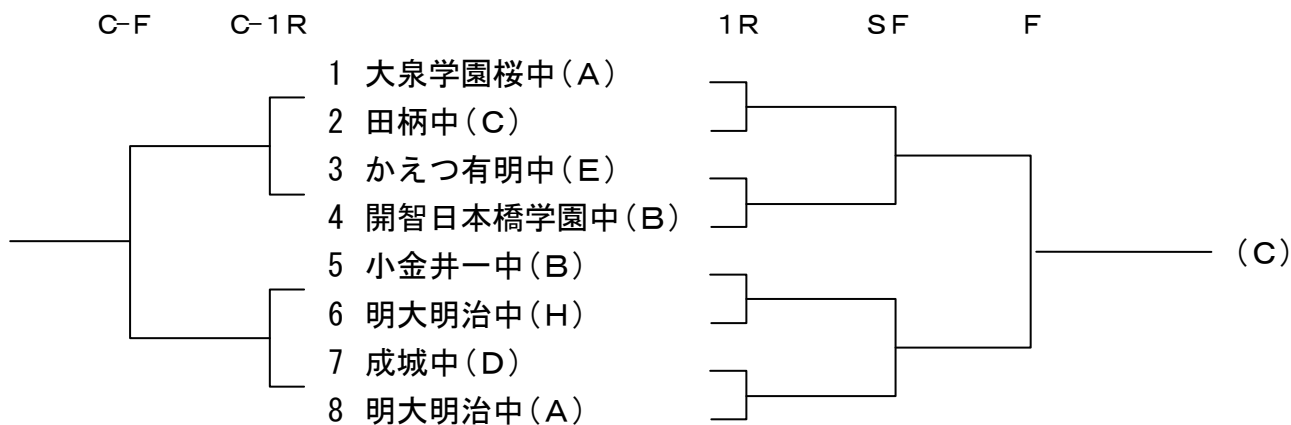 C-F C-1R 1R SF F
1 大泉学園桜中(A)
2 田柄中(C)
3 かえつ有明中(E)
4 開智日本橋学園中(B)
5 小金井一中(B)
(C)
6 明大明治中(H)
7 成城中(D)
8 明大明治中(A)